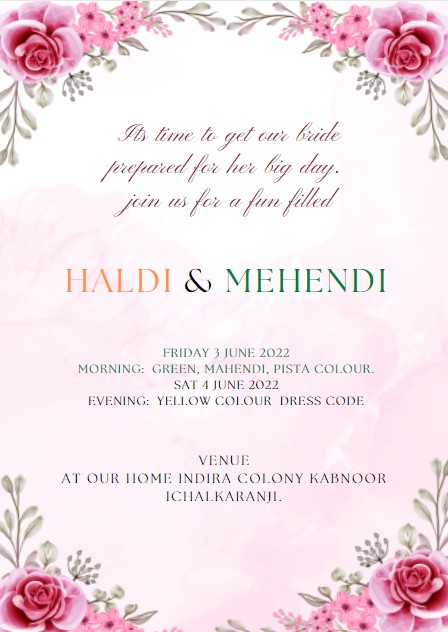 Its time to get our bride
prepared for her big day.
join us for a fun filled
HALDI & MEHENDI
FRIDAY 3 JUNE 2022
MORNING: GREEN, MAHENDI, PISTA COLOUR.
SAT 4 JUNE 2022
EVENING: YELLOW COLOUR DRESS CODE
VENUE
AT OUR HOME INDIRA COLONY KABNOOR
ICHALKARANJI.